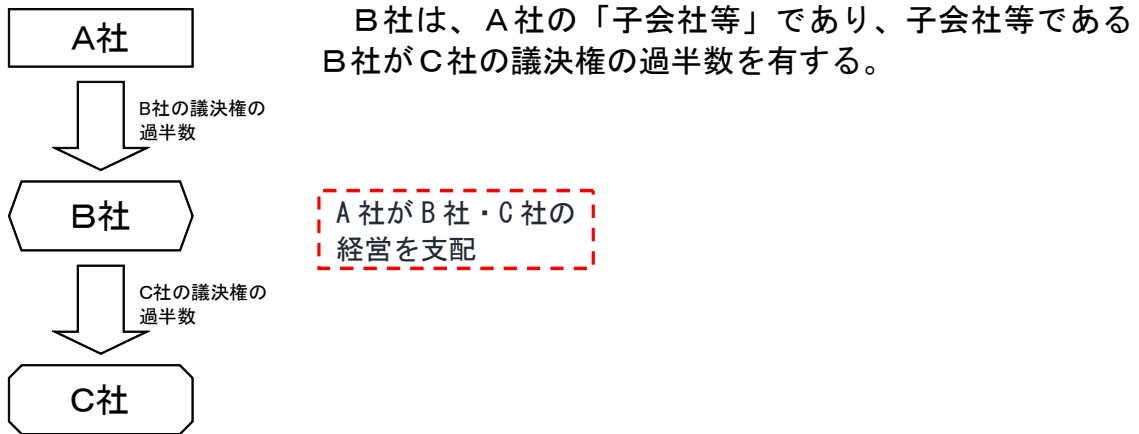 A社
B社は、A社の「子会社等」であり、子会社等である
B社がC社の議決権の過半数を有する。
B社の議決権の
過半数
B社
A社がB社・C社の
経営を支配
C社の議決権の
過半数
C社